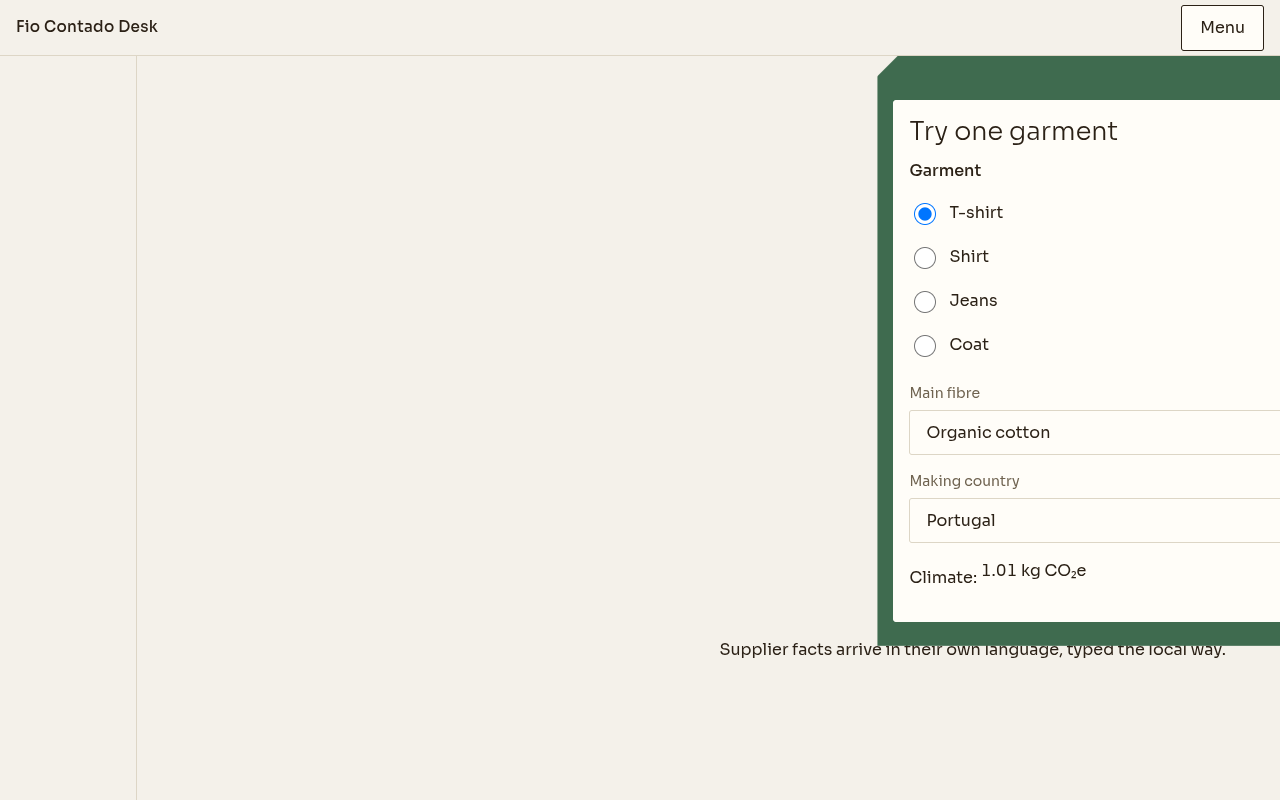 Fio Contado Desk
Menu
Try one garment
Garment
T-shirt
Shirt
Jeans
Coat
Main fibre
Organic cotton
Making country
Portugal
Climate: 1.01 kg CO₂e
Supplier facts arrive in their own language, typed the local way.